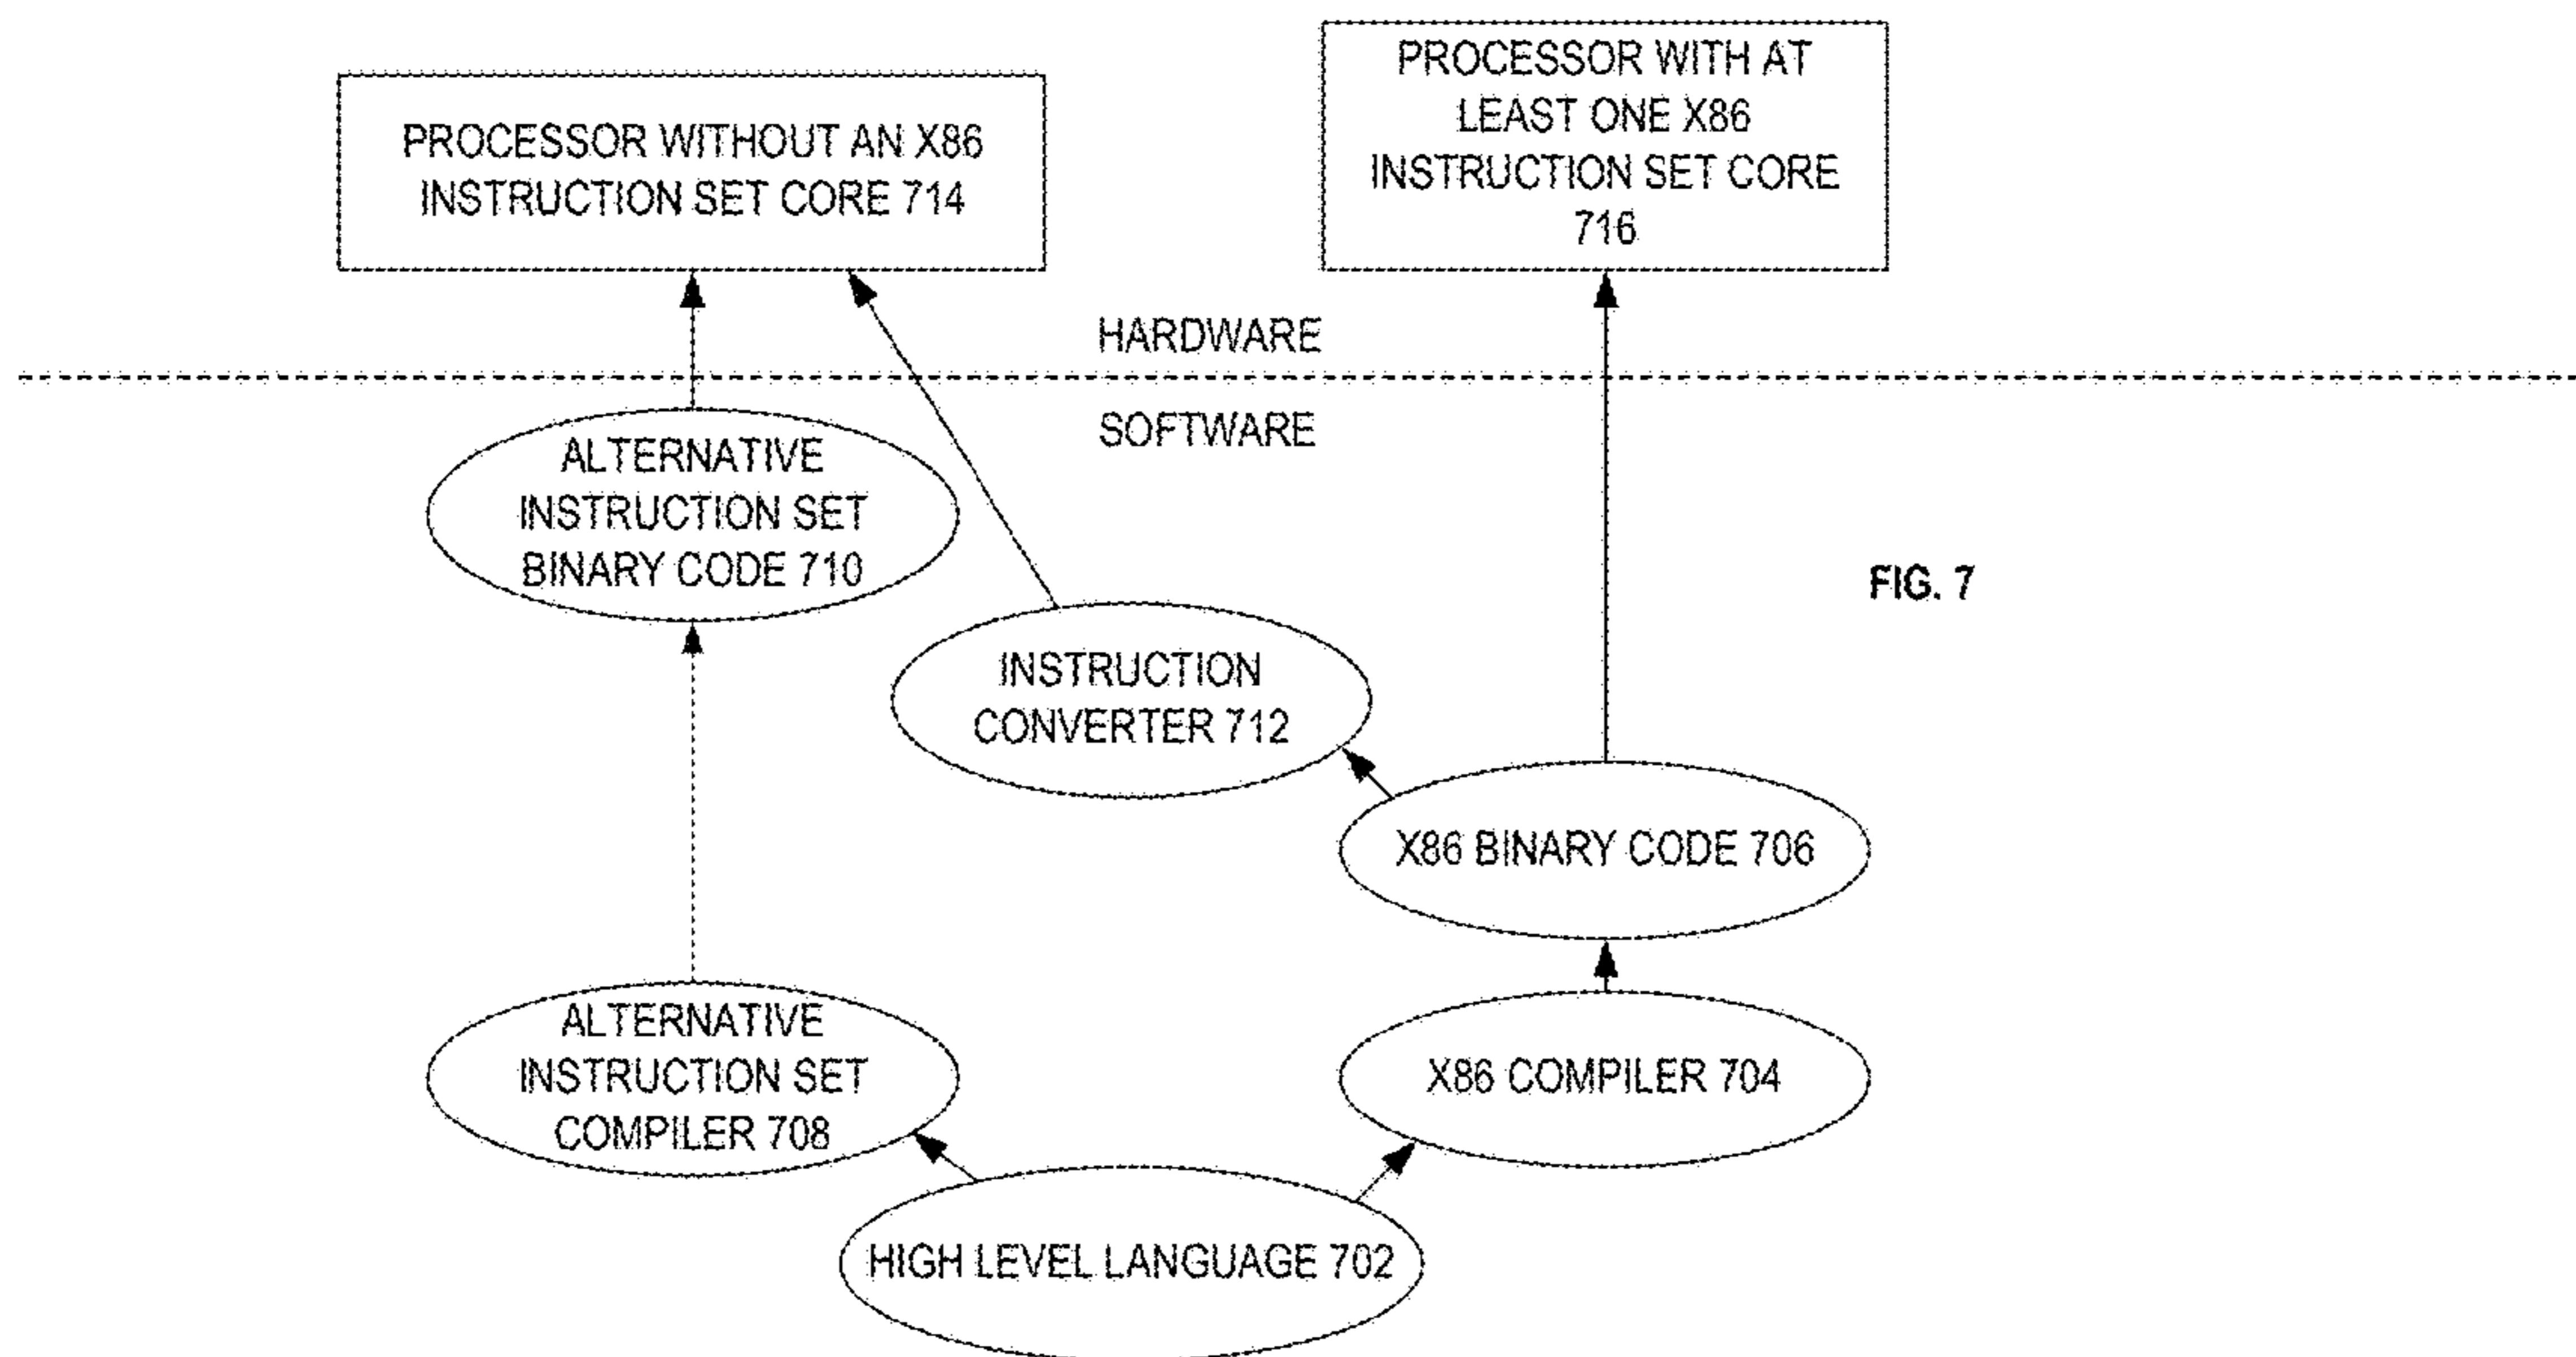 PROCESSOR WITHOUT AN X86
INSTRUCTION SET CORE 714
PROCESSOR WITH AT
LEAST ONE X86
INSTRUCTION SET CORE
716
HARDWARE
SOFTWARE
ALTERNATIVE
INSTRUCTION SET
BINARY CODE 710
FIG. 7
INSTRUCTION
CONVERTER 712
X86 BINARY CODE 706
ALTERNATIVE
INSTRUCTION SET
COMPILER 708
X86 COMPILER 704
HIGH LEVEL LANGUAGE 702